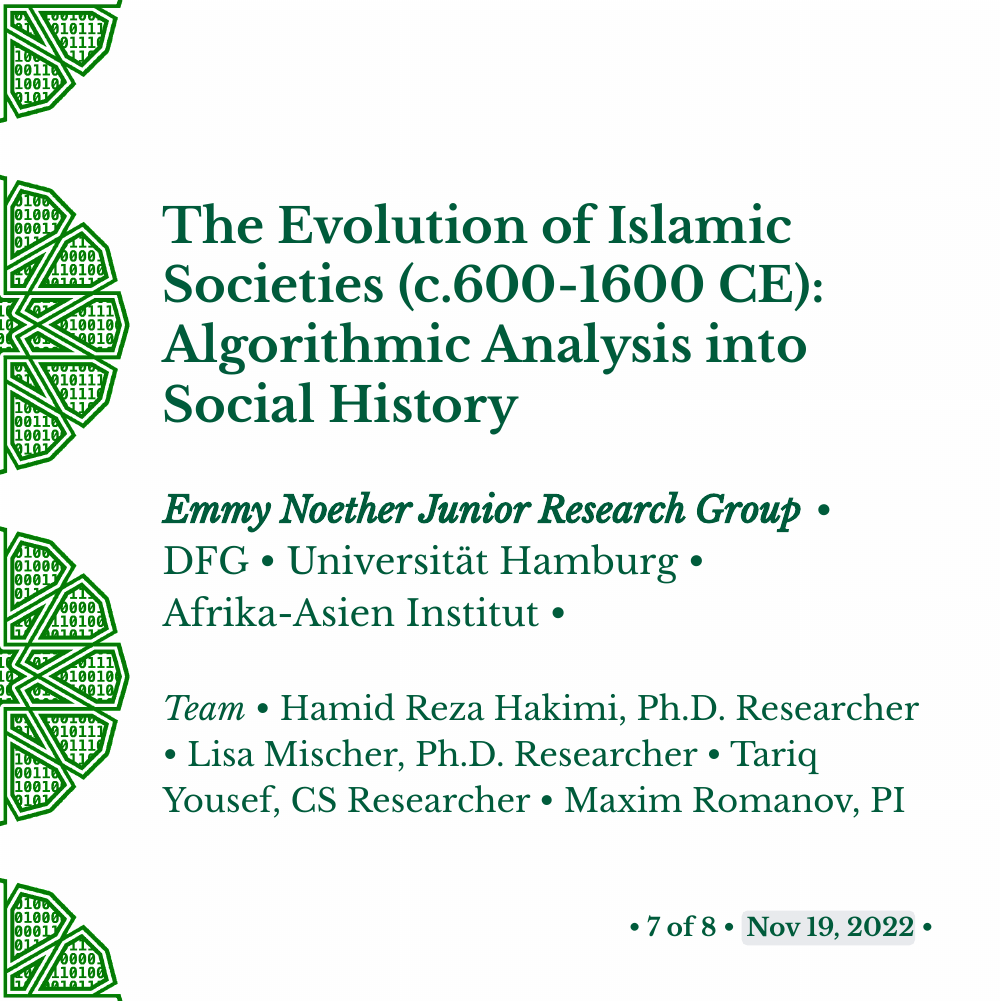 The Evolution of Islamic
Societies (c.600-1600 CE):
Algorithmic Analysis into
Social History
Emmy Noether Junior Research Group •
DFG • Universität Hamburg •
Afrika-Asien Institut •
Team • Hamid Reza Hakimi, Ph.D. Researcher
• Lisa Mischer, Ph.D. Researcher • Tariq
Yousef, CS Researcher • Maxim Romanov, PI
• 7 of 8 • Nov 19, 2022 •